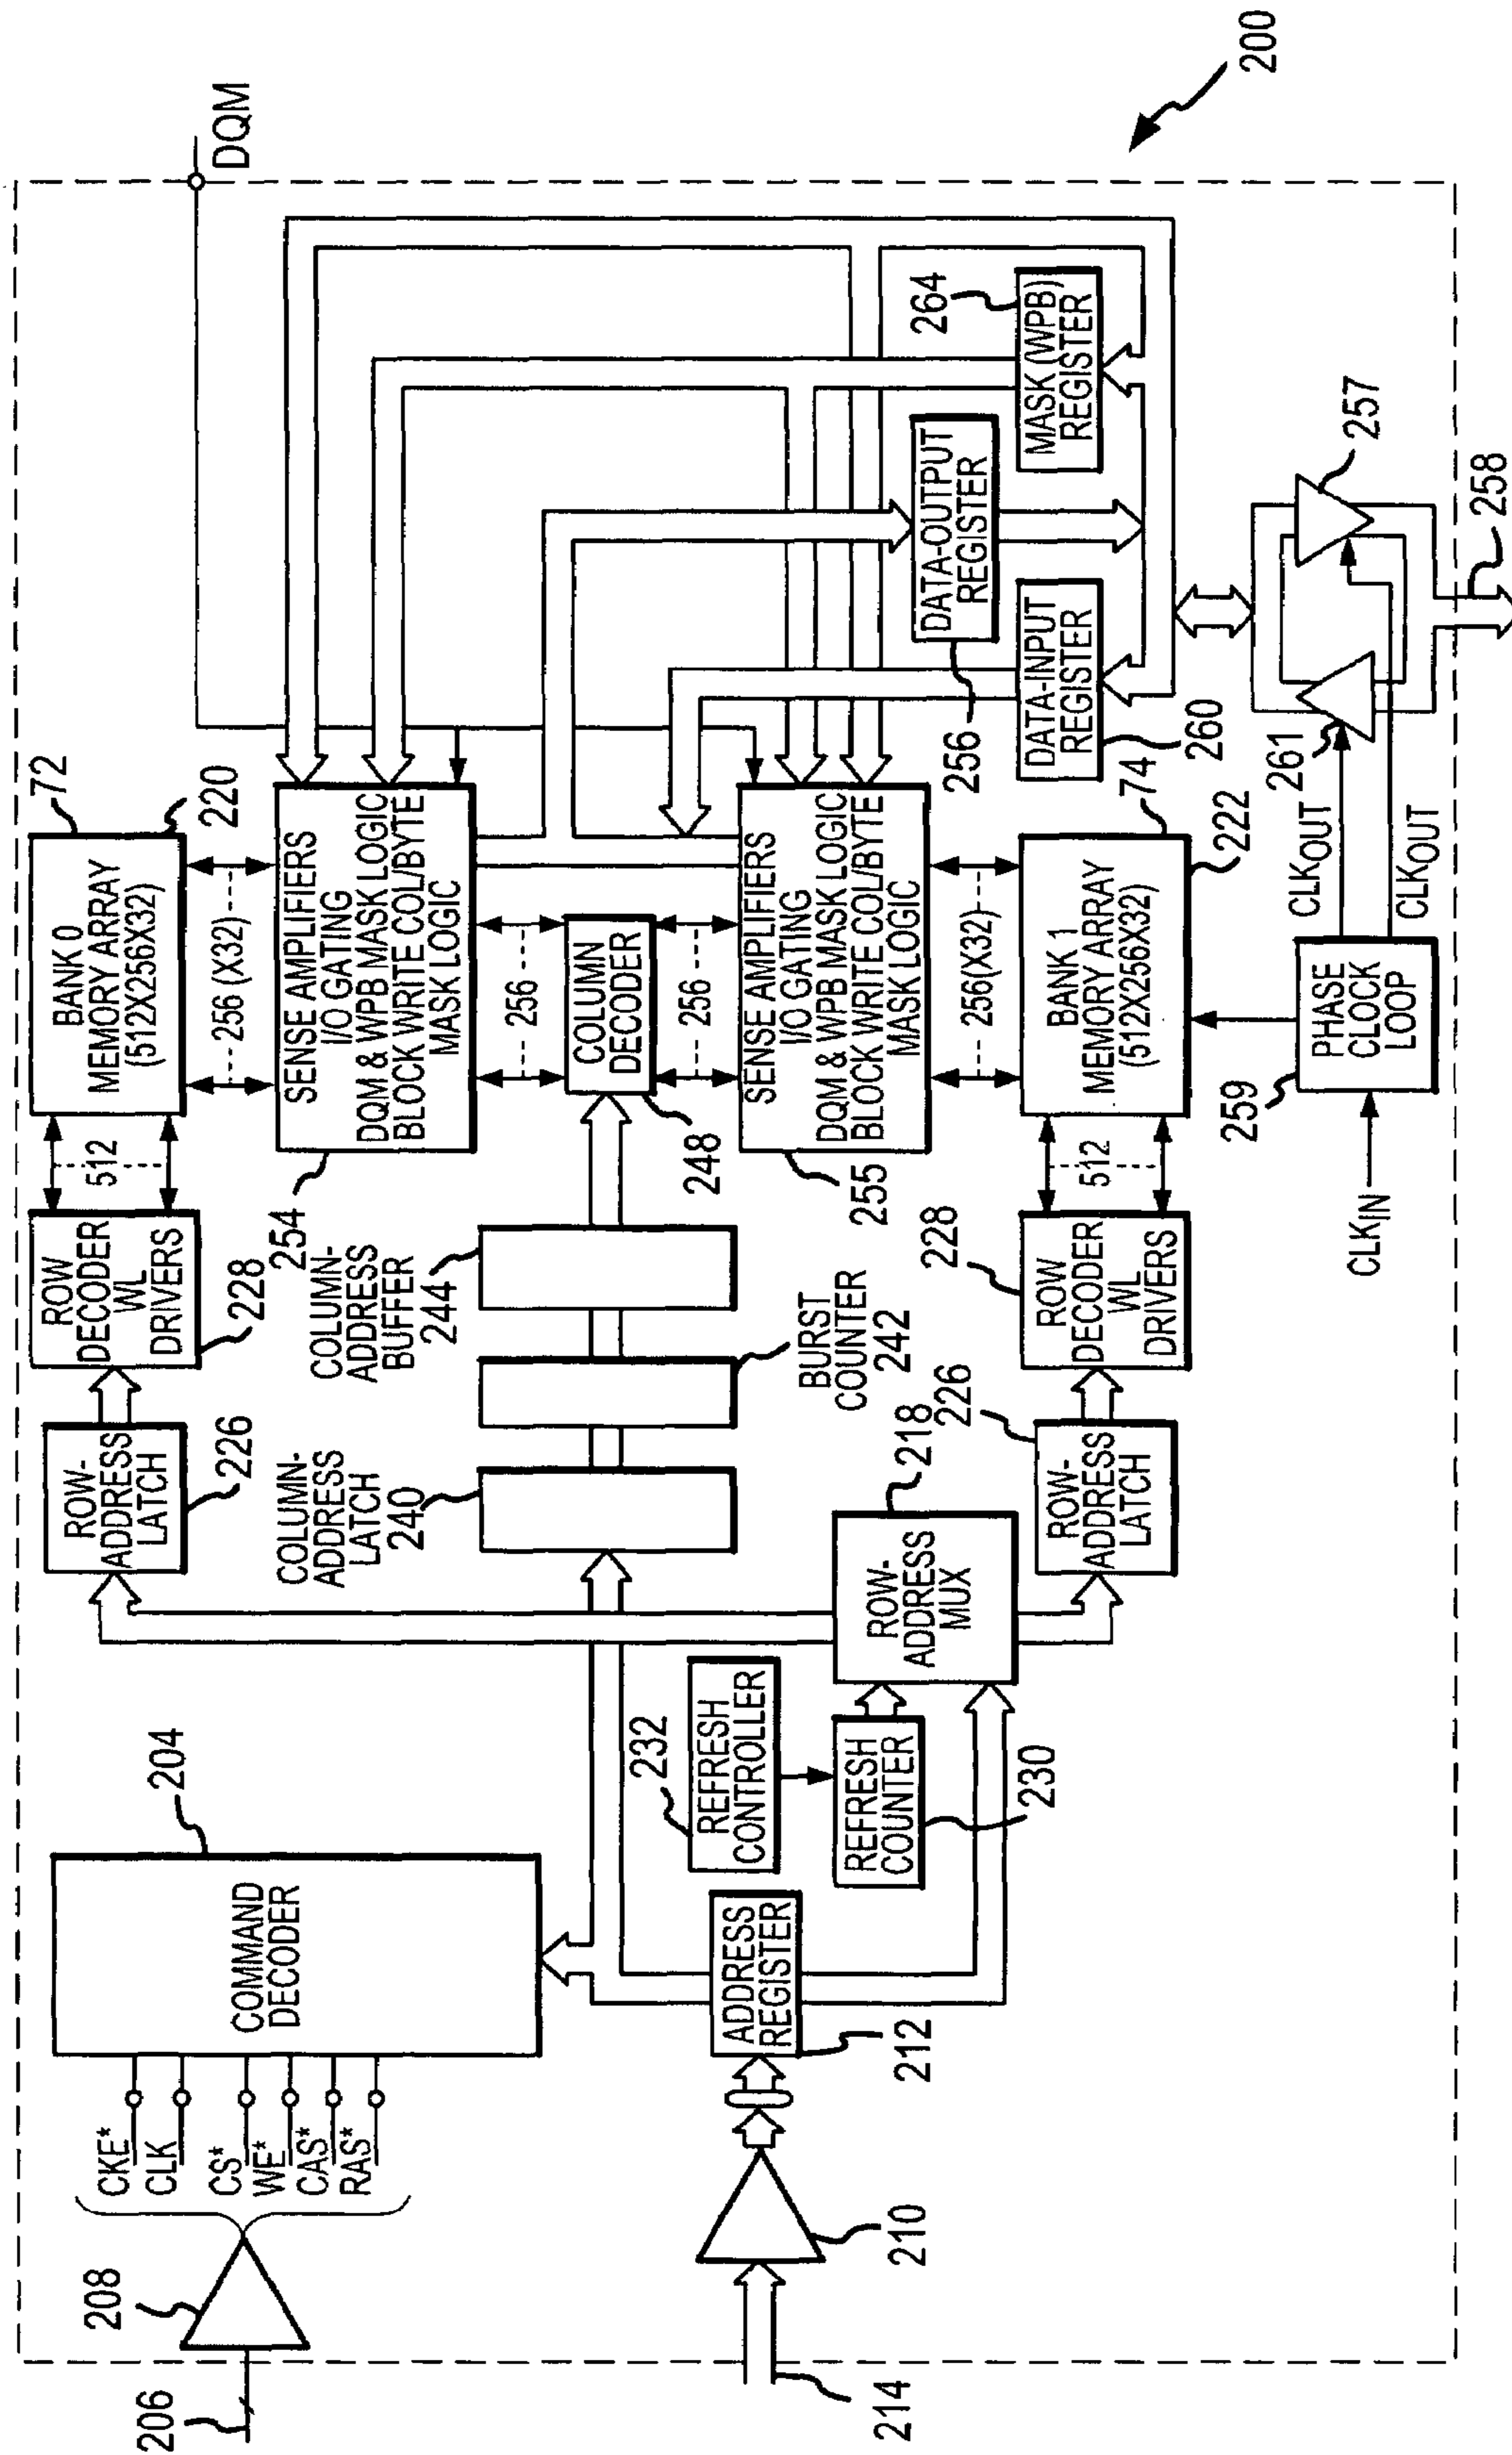 206
208
CKE*
CLK
CS*
WE*
CAS*
RAS*
COMMAND
DECODER
204
214
210
ADDRESS
REGISTER
212
REFRESH
CONTROLLER
232
REFRESH
COUNTER
230
ROW-
ADDRESS
MUX
218
ROW-
ADDRESS
LATCH
226
ROW
DECODER
WL
DRIVERS
228
512
BANK 0
MEMORY ARRAY
(512X256X32)
72
220
256 (X32)
SENSE AMPLIFIERS
I/O GATING
DQM & WPB MASK LOGIC
BLOCK WRITE COL/BYTE
MASK LOGIC
254
COLUMN-
ADDRESS
LATCH
240
BURST
COUNTER
242
COLUMN-
ADDRESS
BUFFER
244
256
COLUMN
DECODER
248
256
SENSE AMPLIFIERS
I/O GATING
DQM & WPB MASK LOGIC
BLOCK WRITE COL/BYTE
MASK LOGIC
255
256(X32)
ROW-
ADDRESS
LATCH
226
ROW
DECODER
WL
DRIVERS
228
512
BANK 1
MEMORY ARRAY
(512X256X32)
74
222
CLKIN
PHASE
CLOCK
LOOP
259
CLKOUT
CLKOUT
261
257
258
DATA-INPUT
REGISTER
260
DATA-OUTPUT
REGISTER
256
MASK (WPB)
REGISTER
264
DQM
200